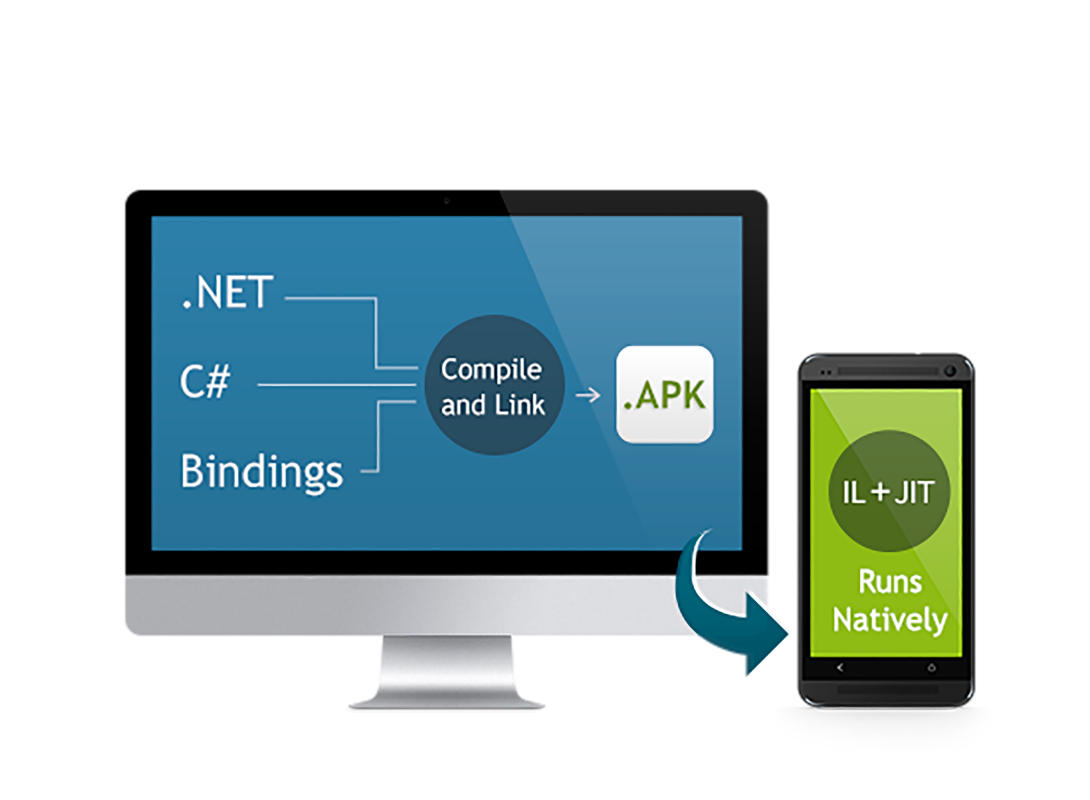 .NET
C#
Bindings
Compile
and Link
.APK
IL + JIT
Runs
Natively